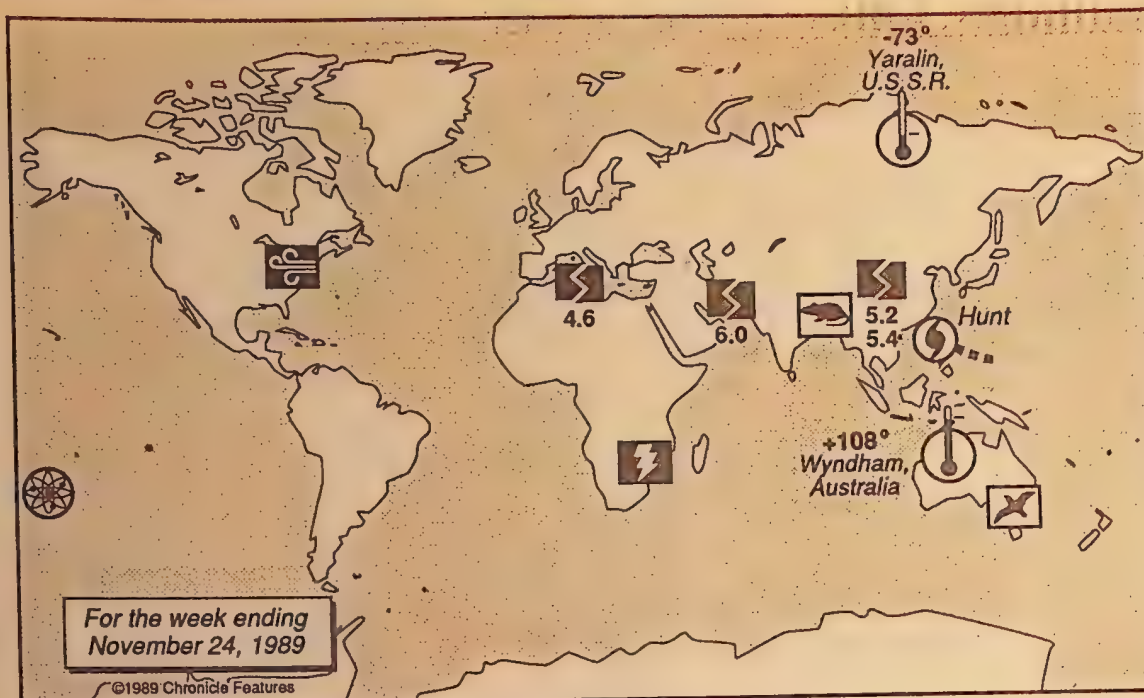 -73°
Yaralin,
U.S.S.R.
4.6
6.0
5.2
5.4
Hunt
+108°
Wyndham,
Australia
For the week ending
November 24, 1989
©1989 Chronicle Features